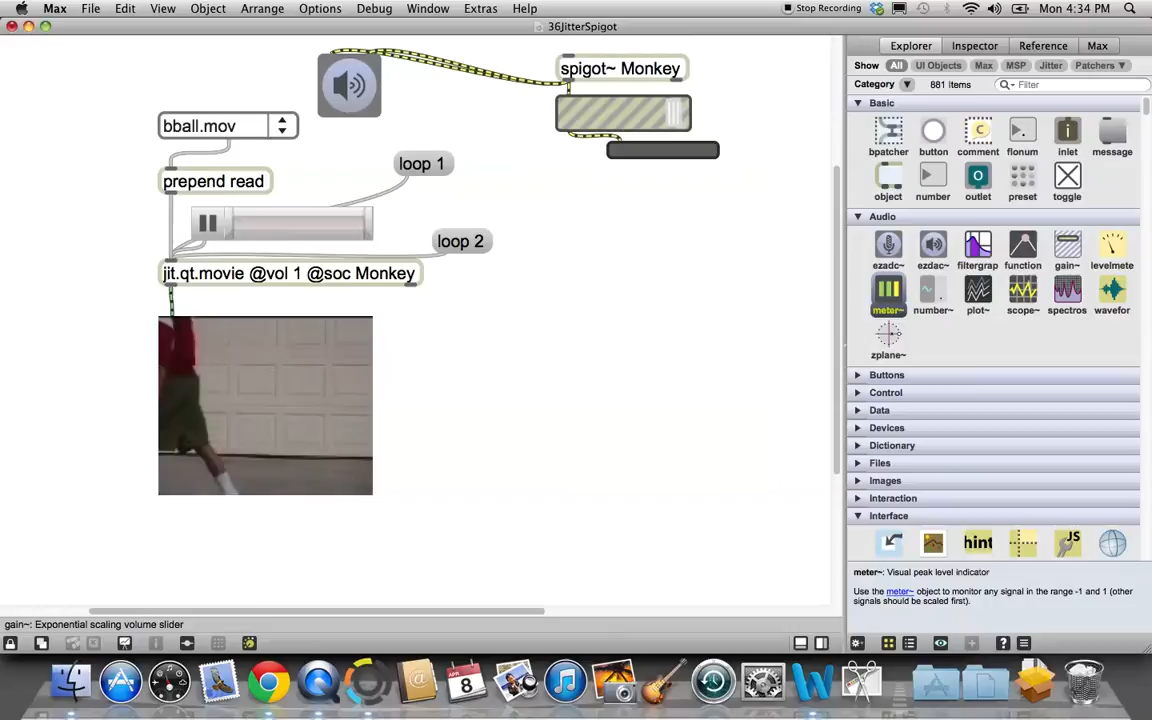 Max File Edit View Object Arrange Options Debug Window Extras Help Stop Recording Mon 4:34 PM
36JitterSpigot
bball.mov
prepend read
loop 1
loop 2
jit.qt.movie @vol 1 @soc Monkey
spigot~ Monkey
gain~: Exponential scaling volume slider
Explorer Inspector Reference Max
Show All UI Objects Max MSP Jitter Patchers ▼
Category ▼ 881 items Filter
Basic
bpatcher button comment flonum inlet message
object number outlet preset toggle
Audio
ezadc~ ezdac~ filtergrap function gain~ levelmete
meter~ number~ plot~ scope~ spectros wavefor
zplane~
Buttons
Control
Data
Devices
Dictionary
Files
Images
Interaction
Interface
hint JS
meter~: Visual peak level indicator
Use the meter~ object to monitor any signal in the range -1 and 1 (other
signals should be scaled first).
APR
8